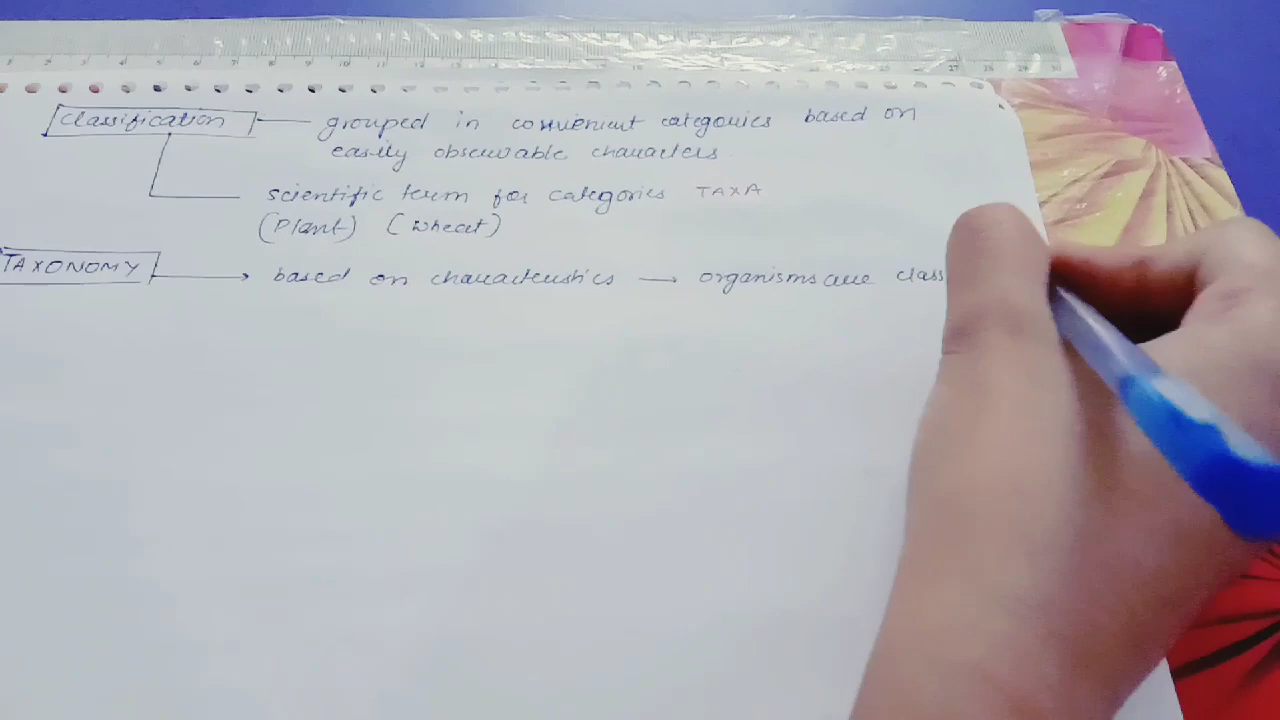 Classification — grouped in convenient categories based on
easily observable characters.
scientific term for categories TAXA
(Plant) (Wheat)
TAXONOMY → based on characteristics — organisms are class